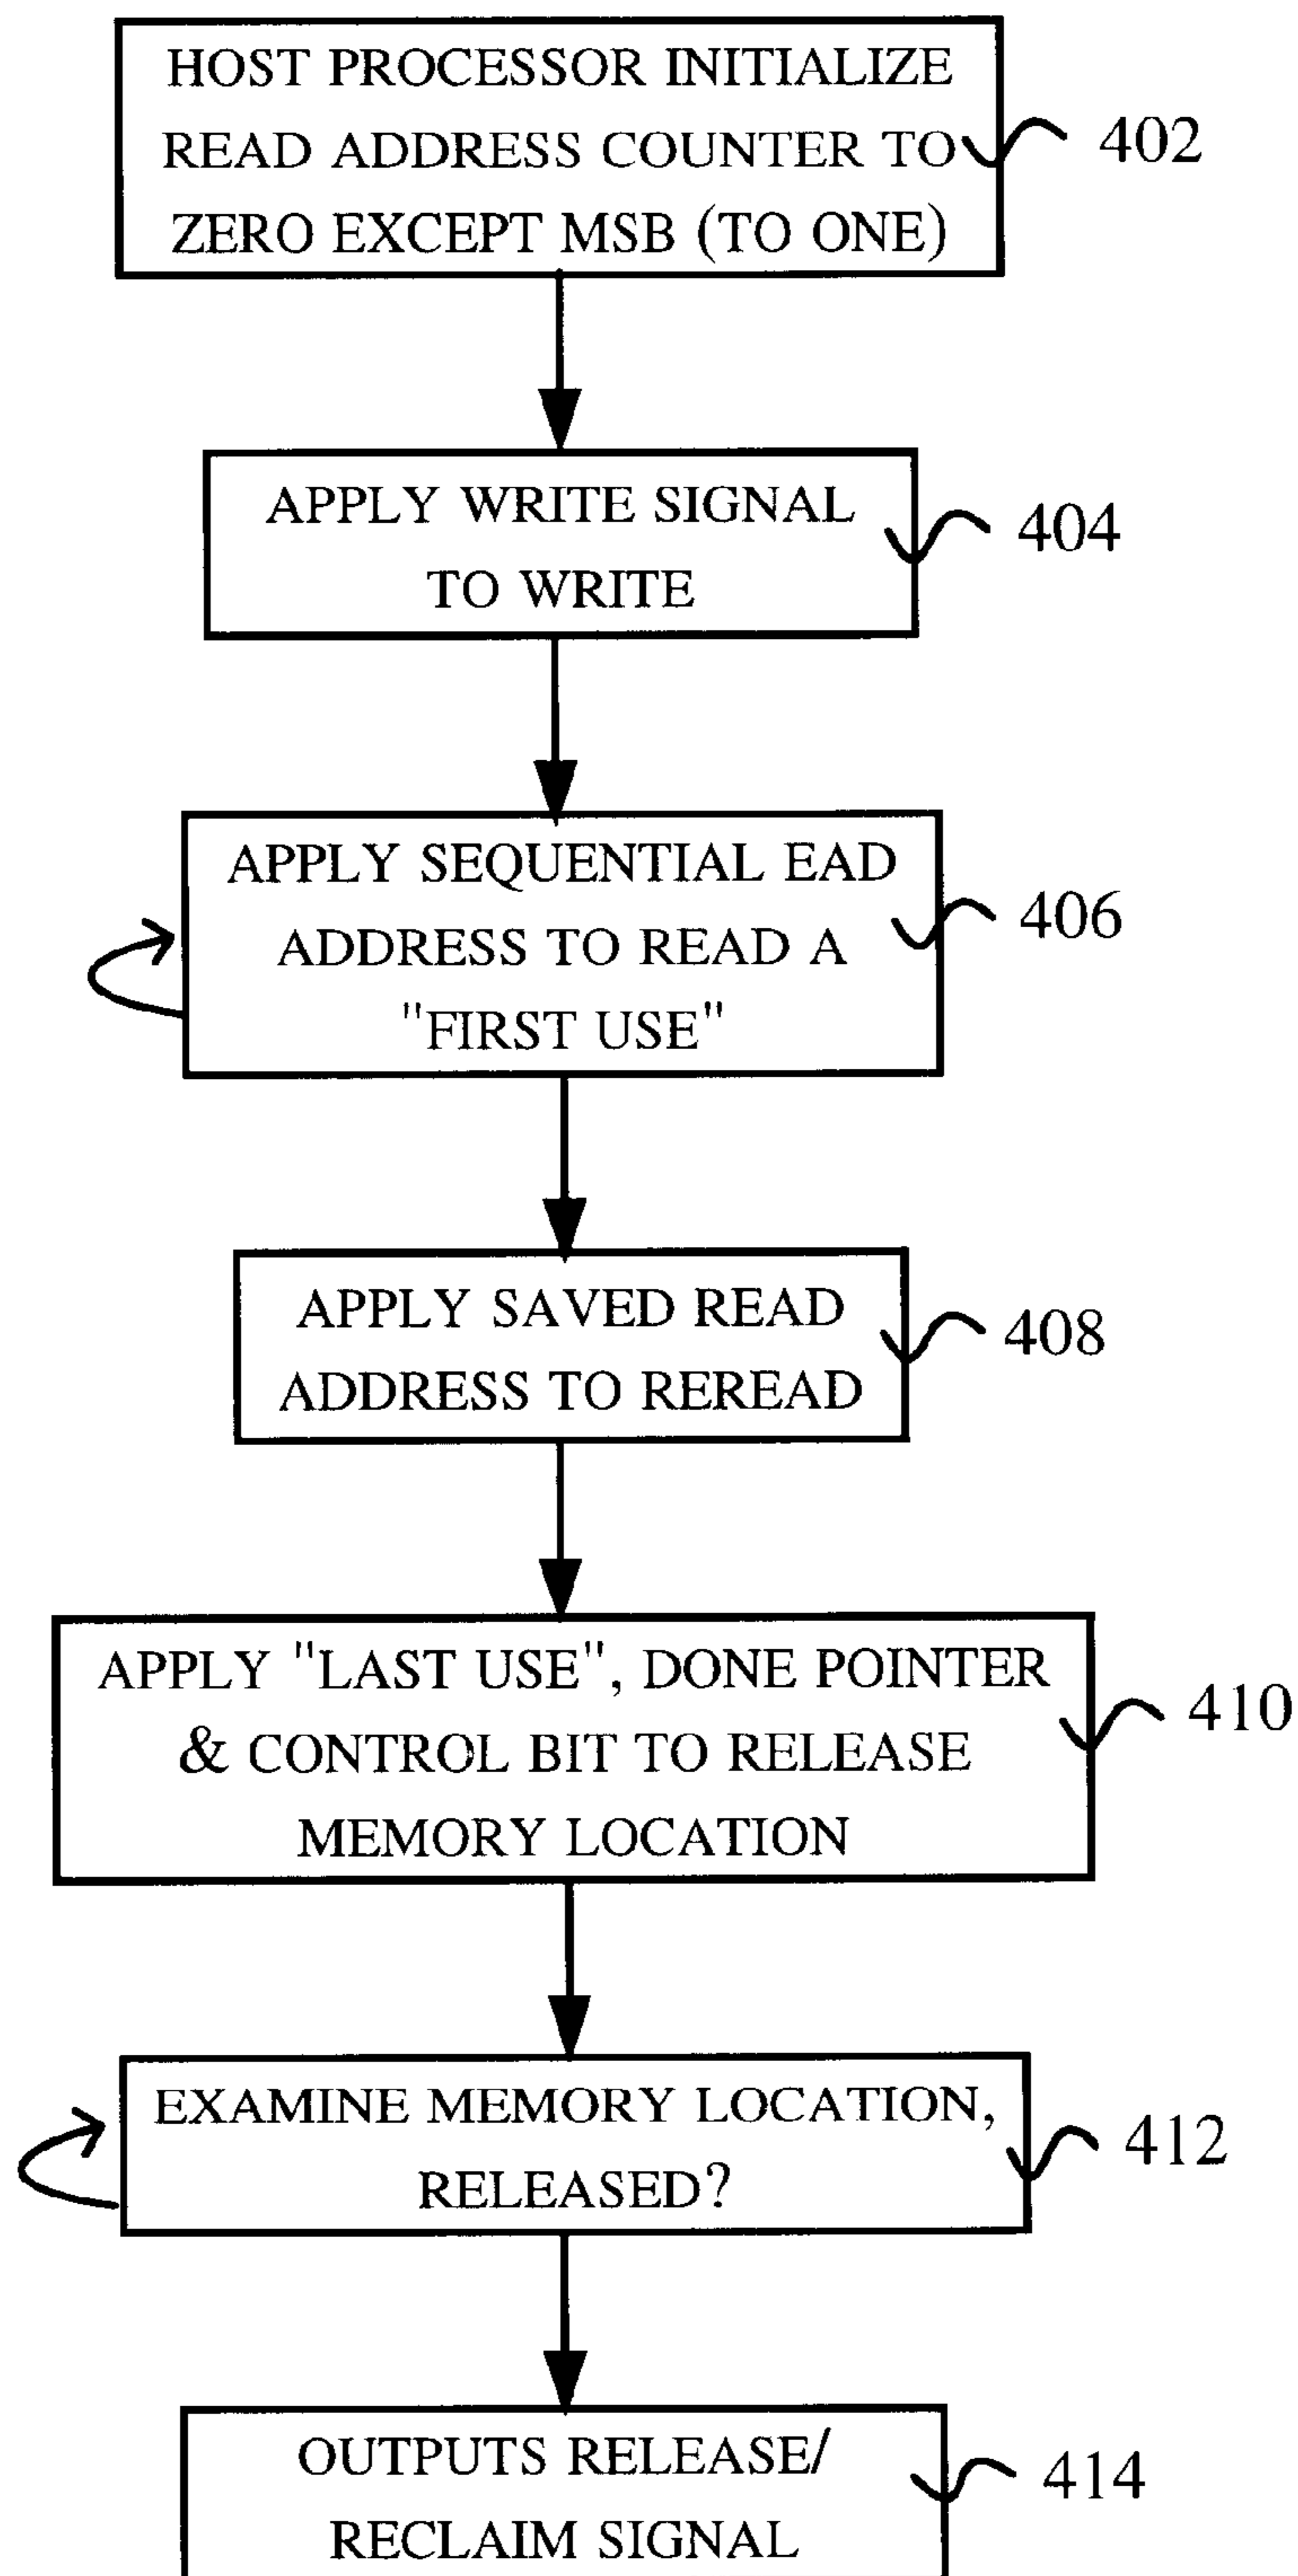 HOST PROCESSOR INITIALIZE
READ ADDRESS COUNTER TO
ZERO EXCEPT MSB (TO ONE)
402
APPLY WRITE SIGNAL
TO WRITE
404
APPLY SEQUENTIAL EAD
ADDRESS TO READ A
"FIRST USE"
406
APPLY SAVED READ
ADDRESS TO REREAD
408
APPLY "LAST USE", DONE POINTER
& CONTROL BIT TO RELEASE
MEMORY LOCATION
410
EXAMINE MEMORY LOCATION,
RELEASED?
412
OUTPUTS RELEASE/
RECLAIM SIGNAL
414